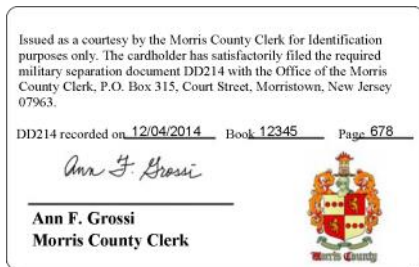 Issued as a courtesy by the Morris County Clerk for Identification
purposes only. The cardholder has satisfactorily filed the required
military separation document DD214 with the Office of the Morris
County Clerk, P.O. Box 315, Court Street, Morristown, New Jersey
07963.
DD214 recorded on 12/04/2014 Book 12345 Page 678
Ann F. Grossi
Ann F. Grossi
Morris County Clerk
Morris County